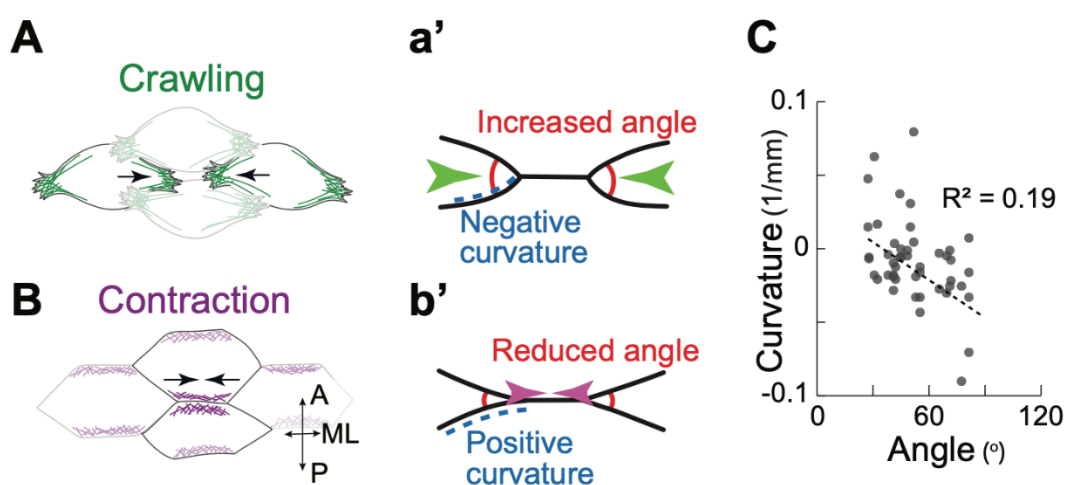 A
Crawling
a’
Increased angle
Negative
curvature
B
Contraction
A
ML
P
b’
Reduced angle
Positive
curvature
C
Curvature (1/mm)
0.1
0
-0.1
R² = 0.19
0
60
120
Angle (º)